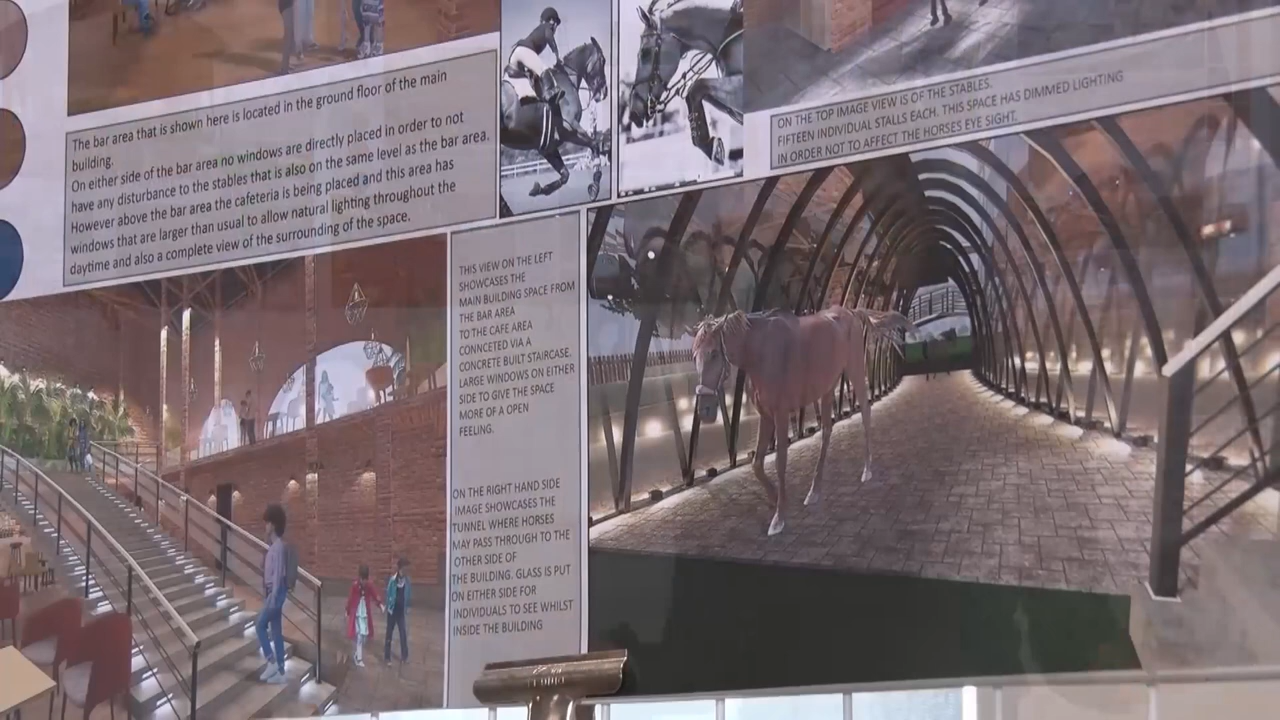 The bar area that is shown here is located in the ground floor of the main
building.
On either side of the bar area no windows are directly placed in order to not
have any disturbance to the stables that is also on the same level as the bar area.
However above the bar area the cafeteria is being placed and this area has
windows that are larger than usual to allow natural lighting throughout the
daytime and also a complete view of the surrounding of the space.
ON THE TOP IMAGE VIEW IS OF THE STABLES.
FIFTEEN INDIVIDUAL STALLS EACH. THIS SPACE HAS DIMMED LIGHTING
IN ORDER NOT TO AFFECT THE HORSES EYE SIGHT.
THIS VIEW ON THE LEFT
SHOWCASES THE
MAIN BUILDING SPACE FROM
THE BAR AREA
TO THE CAFE AREA
CONNCETED VIA A
CONCRETE BUILT STAIRCASE.
LARGE WINDOWS ON EITHER
SIDE TO GIVE THE SPACE
MORE OF A OPEN
FEELING.
ON THE RIGHT HAND SIDE
IMAGE SHOWCASES THE
TUNNEL WHERE HORSES
MAY PASS THROUGH TO THE
OTHER SIDE OF
THE BUILDING. GLASS IS PUT
ON EITHER SIDE FOR
INDIVIDUALS TO SEE WHILST
INSIDE THE BUILDING